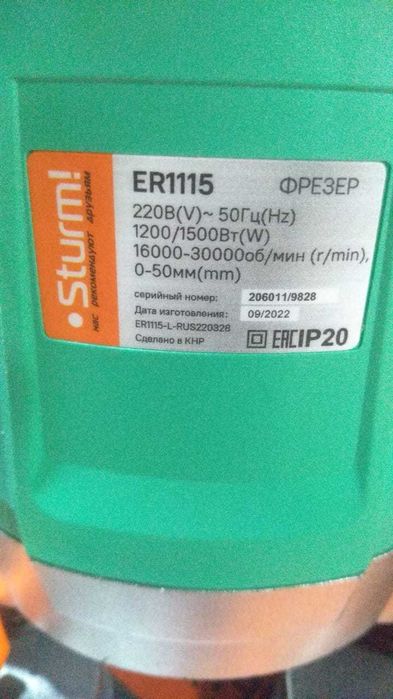 •Sturm!
нас рекомендуют друзьям
ER1115 ФРЕЗЕР
220В(V)~ 50Гц(Hz)
1200/1500Вт(W)
16000-30000об/мин (r/min),
0-50мм(mm)
серийный номер: 206011/9828
Дата изготовления: 09/2022
ER1115-L-RUS220328
Сделано в КНР
EAC IP20